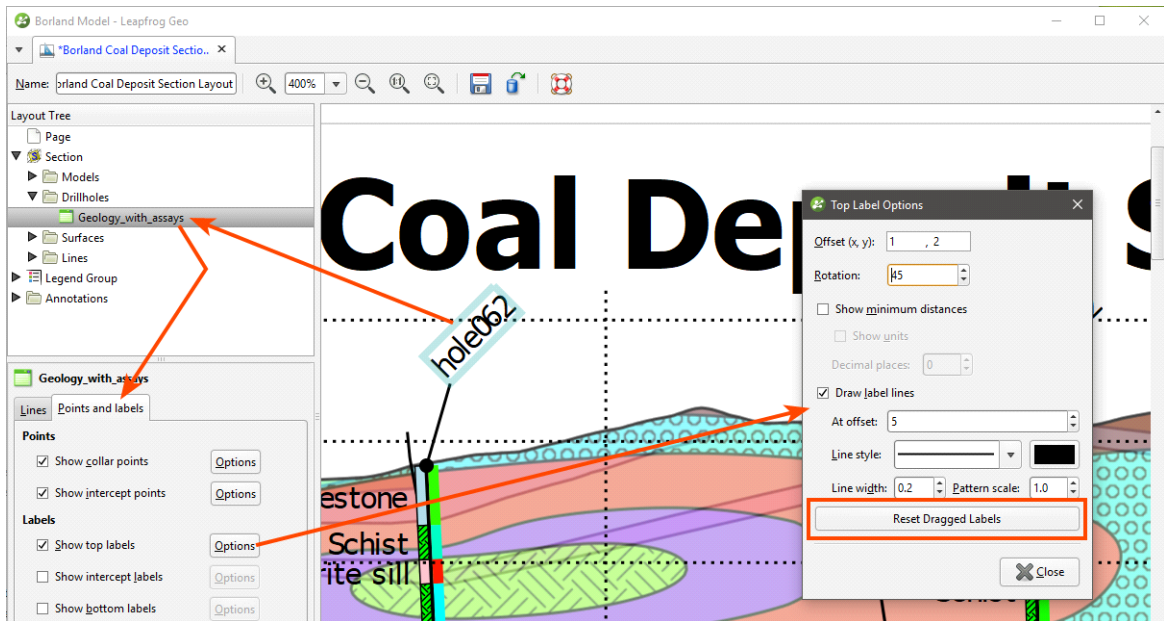 Borland Model - Leapfrog Geo
*Borland Coal Deposit Sectio..
Name: orland Coal Deposit Section Layout 400%
Layout Tree
Page
Section
Models
Drillholes
Geology_with_assays
Surfaces
Lines
Legend Group
Annotations
Geology_with_assays
Lines Points and labels
Points
Show collar points Options
Show intercept points Options
Labels
Show top labels Options
Show intercept labels Options
Show bottom labels Options
Coal Deposit S
hole062
estone
Schist
rite sill
Top Label Options
Offset (x, y): 1 , 2
Rotation: 45
Show minimum distances
Show units
Decimal places: 0
Draw label lines
At offset: 5
Line style:
Line width: 0.2 Pattern scale: 1.0
Reset Dragged Labels
Close
Schist